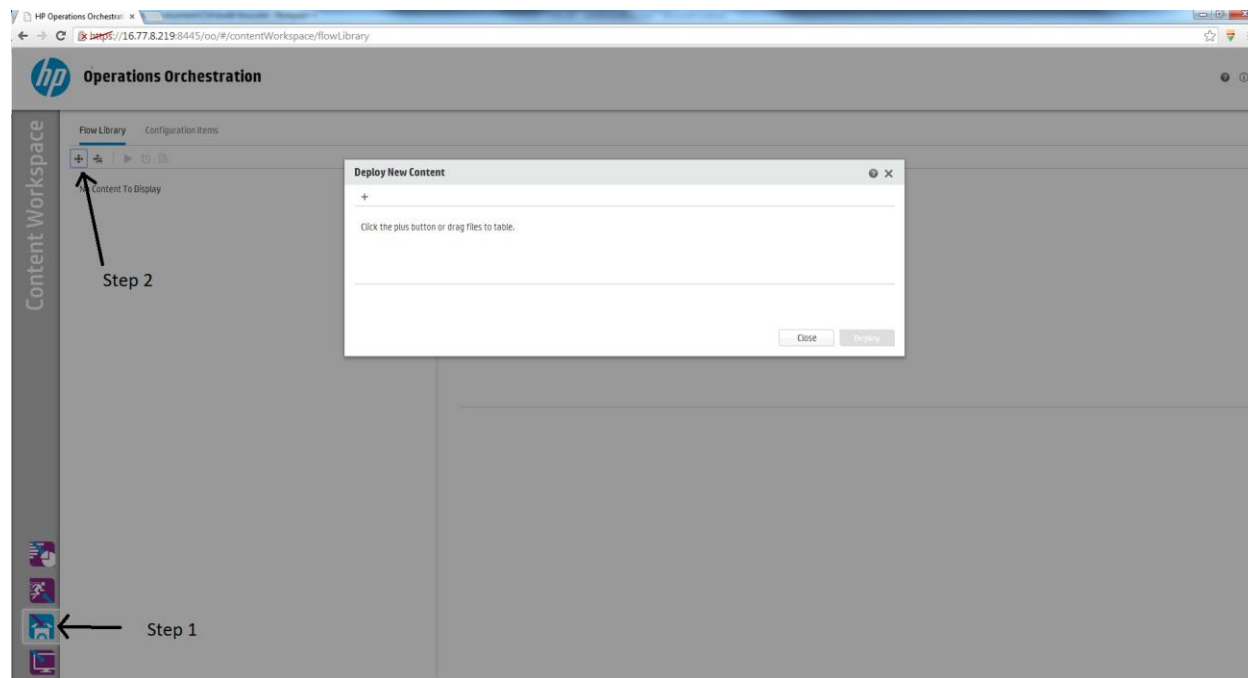 HP Operations Orchestrat
https://16.77.8.219:8445/oo/#/contentWorkspace/flowLibrary
hp Operations Orchestration
Content Workspace
Flow Library Configuration Items
No Content To Display
Deploy New Content
+
Click the plus button or drag files to table.
Close Deploy
Step 2
Step 1